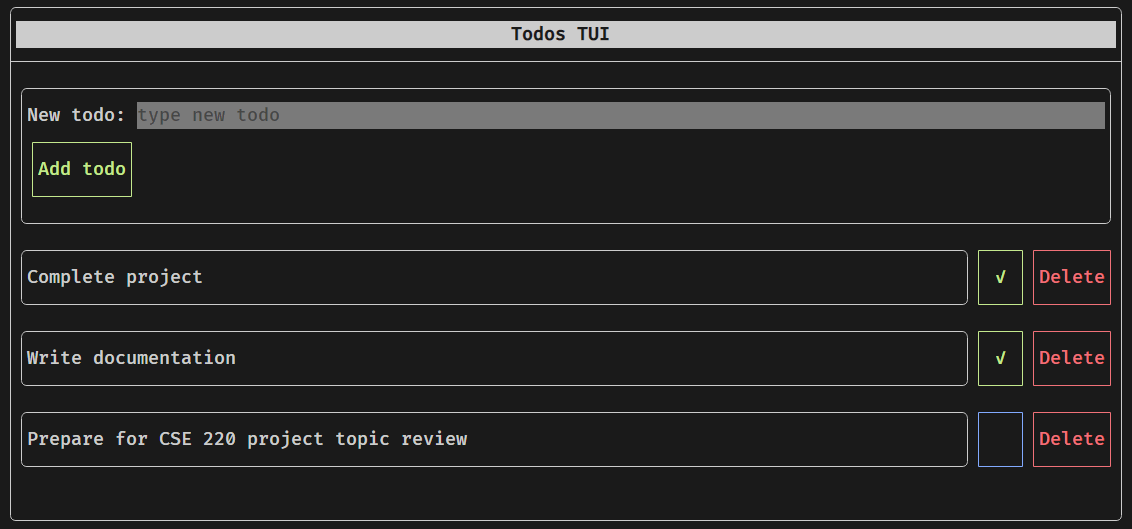 Todos TUI
New todo: type new todo
Add todo
Complete project √ Delete
Write documentation √ Delete
Prepare for CSE 220 project topic review Delete